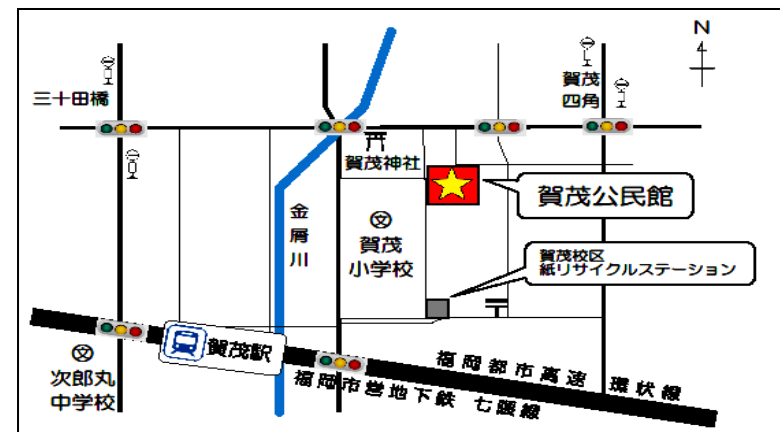 N
三十田橋
賀茂
四角
賀茂神社
賀茂公民館
金屑川
文
賀茂
小学校
賀茂校区
紙リサイクルステーション
賀茂駅
文
次郎丸
中学校
福岡都市高速 環状線
福岡市営地下鉄 七隈線